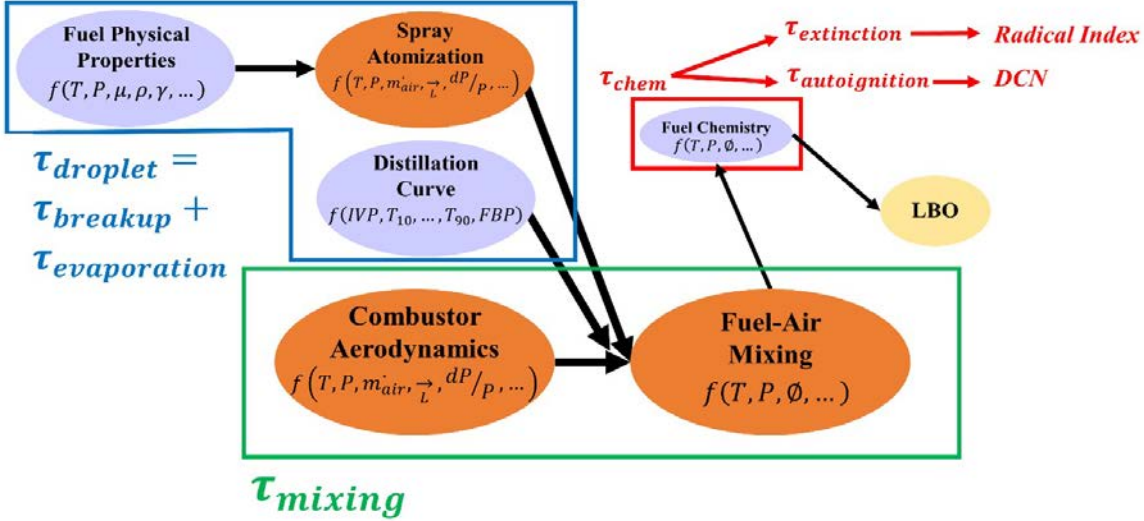 Fuel Physical
Properties
f(T, P, μ, ρ, γ, …)
Spray
Atomization
f(T, P, ṁair, →L, dP/P, …)
Distillation
Curve
f(IVP, T10, …, T90, FBP)
τdroplet =
τbreakup +
τevaporation
τchem
τextinction
Radical Index
τautoignition
DCN
Fuel Chemistry
f(T, P, Ø, …)
LBO
Combustor
Aerodynamics
f(T, P, ṁair, →L, dP/P, …)
Fuel-Air
Mixing
f(T, P, Ø, …)
τmixing